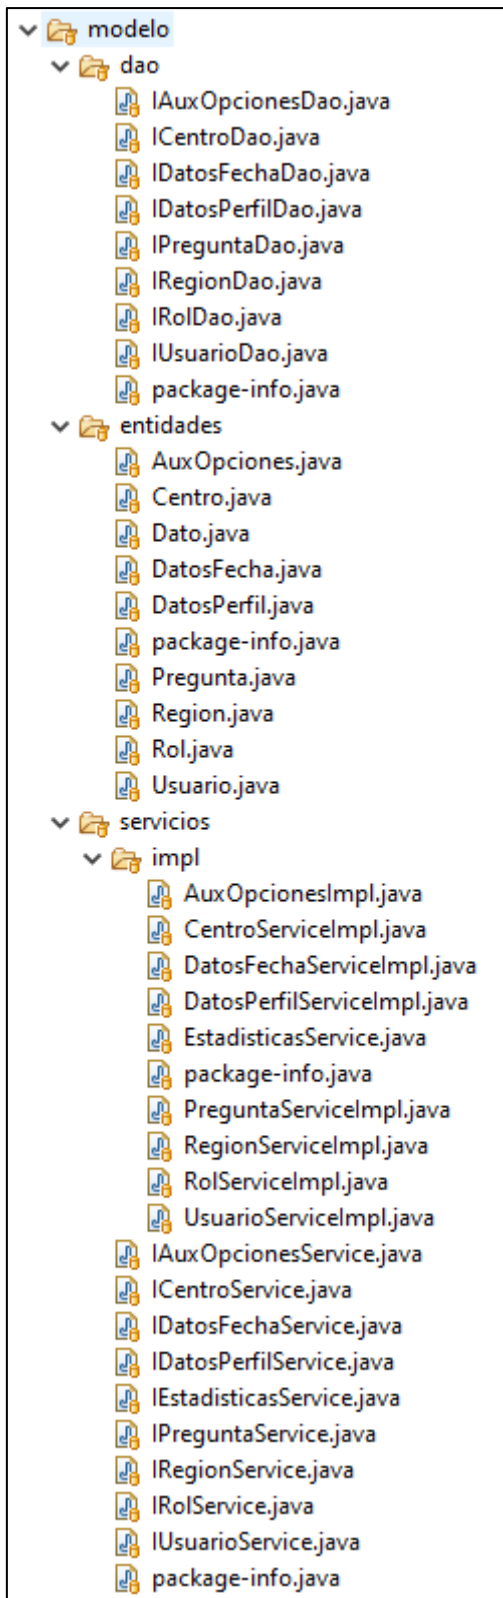 modelo
dao
IAuxOpcionesDao.java
ICentroDao.java
IDatosFechaDao.java
IDatosPerfilDao.java
IPreguntaDao.java
IRegionDao.java
IRolDao.java
IUsuarioDao.java
package-info.java
entidades
AuxOpciones.java
Centro.java
Dato.java
DatosFecha.java
DatosPerfil.java
package-info.java
Pregunta.java
Region.java
Rol.java
Usuario.java
servicios
impl
AuxOpcionesImpl.java
CentroServiceImpl.java
DatosFechaServiceImpl.java
DatosPerfilServiceImpl.java
EstadisticasService.java
package-info.java
PreguntaServiceImpl.java
RegionServiceImpl.java
RolServiceImpl.java
UsuarioServiceImpl.java
IAuxOpcionesService.java
ICentroService.java
IDatosFechaService.java
IDatosPerfilService.java
IEstadisticasService.java
IPreguntaService.java
IRegionService.java
IRolService.java
IUsuarioService.java
package-info.java